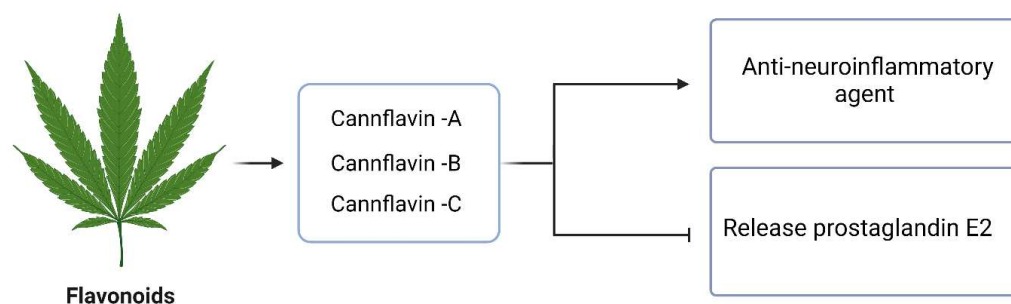 Flavonoids
Cannflavin -A
Cannflavin -B
Cannflavin -C
Anti-neuroinflammatory
agent
Release prostaglandin E2